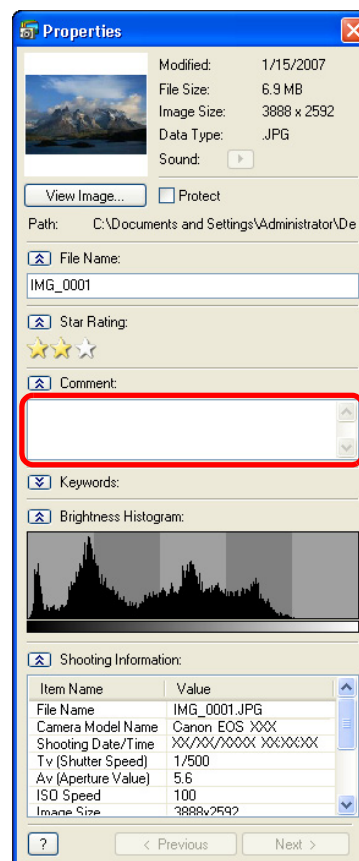 Properties
Modified: 1/15/2007
File Size: 6.9 MB
Image Size: 3888 x 2592
Data Type: .JPG
Sound:
View Image... Protect
Path: C:\Documents and Settings\Administrator\De
File Name:
IMG_0001
Star Rating:
Comment:
Keywords:
Brightness Histogram:
Shooting Information:
Item Name Value
File Name IMG_0001.JPG
Camera Model Name Canon EOS XXX
Shooting Date/Time XX/XX/XXXX XX:XX:XX
Tv (Shutter Speed) 1/500
Av (Aperture Value) 5.6
ISO Speed 100
Image Size 3888x2592
? < Previous Next >